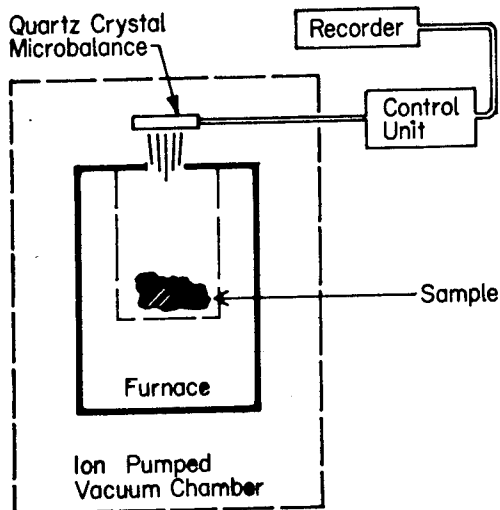 Quartz Crystal
Microbalance
Recorder
Control
Unit
Sample
Furnace
Ion Pumped
Vacuum Chamber